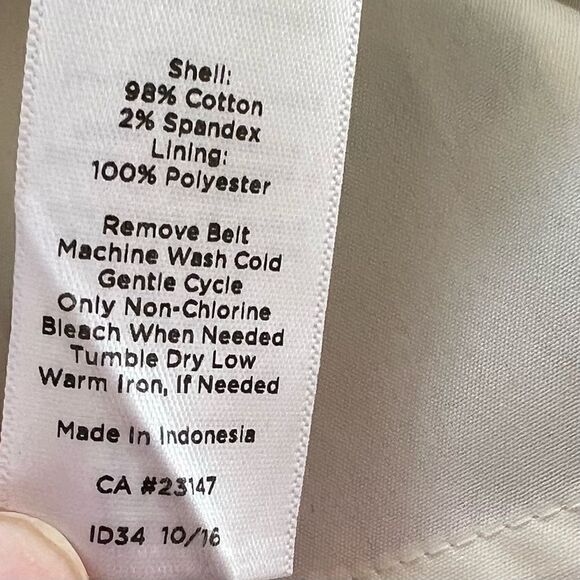 Shell:
98% Cotton
2% Spandex
Lining:
100% Polyester
Remove Belt
Machine Wash Cold
Gentle Cycle
Only Non-Chlorine
Bleach When Needed
Tumble Dry Low
Warm Iron, If Needed
Made In Indonesia
CA #23147
ID34 10/16